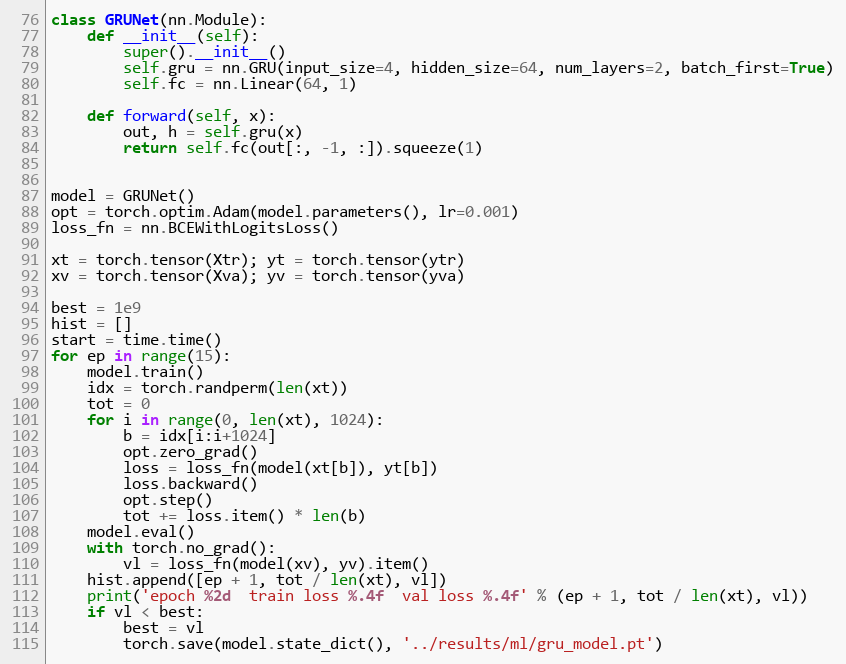 76 class GRUNet(nn.Module):
77     def __init__(self):
78         super().__init__()
79         self.gru = nn.GRU(input_size=4, hidden_size=64, num_layers=2, batch_first=True)
80         self.fc = nn.Linear(64, 1)
81
82     def forward(self, x):
83         out, h = self.gru(x)
84         return self.fc(out[:, -1, :]).squeeze(1)
85
86
87 model = GRUNet()
88 opt = torch.optim.Adam(model.parameters(), lr=0.001)
89 loss_fn = nn.BCEWithLogitsLoss()
90
91 xt = torch.tensor(Xtr); yt = torch.tensor(ytr)
92 xv = torch.tensor(Xva); yv = torch.tensor(yva)
93
94 best = 1e9
95 hist = []
96 start = time.time()
97 for ep in range(15):
98     model.train()
99     idx = torch.randperm(len(xt))
100     tot = 0
101     for i in range(0, len(xt), 1024):
102         b = idx[i:i+1024]
103         opt.zero_grad()
104         loss = loss_fn(model(xt[b]), yt[b])
105         loss.backward()
106         opt.step()
107         tot += loss.item() * len(b)
108     model.eval()
109     with torch.no_grad():
110         vl = loss_fn(model(xv), yv).item()
111     hist.append([ep + 1, tot / len(xt), vl])
112     print('epoch %2d  train loss %.4f  val loss %.4f' % (ep + 1, tot / len(xt), vl))
113     if vl < best:
114         best = vl
115         torch.save(model.state_dict(), '../results/ml/gru_model.pt')